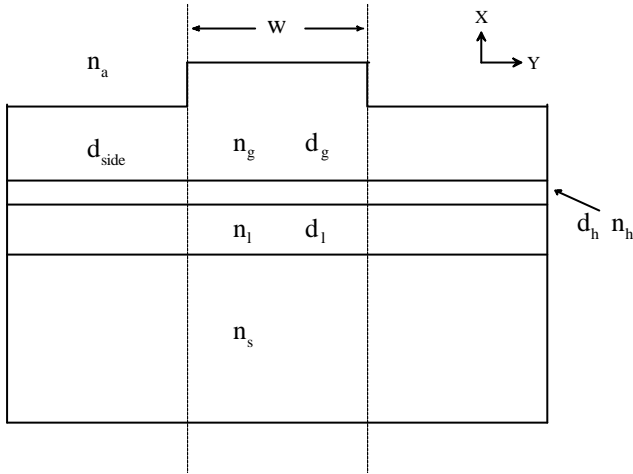 w
X
Y
n_a
d_side
n_g d_g
d_h n_h
n_l d_l
n_s